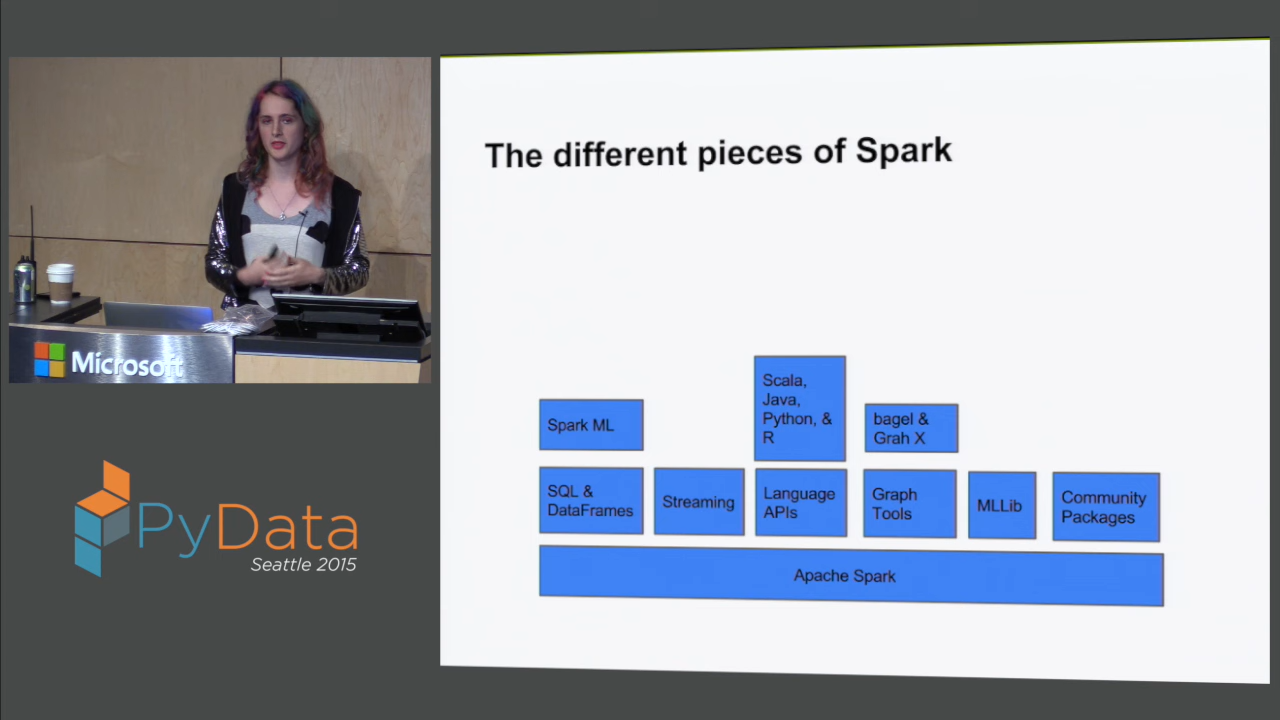 The different pieces of Spark
Spark ML
Scala,
Java,
Python, &
R
bagel &
Grah X
SQL &
DataFrames
Streaming
Language
APIs
Graph
Tools
MLLib
Community
Packages
Apache Spark
Microsoft
PyData
Seattle 2015